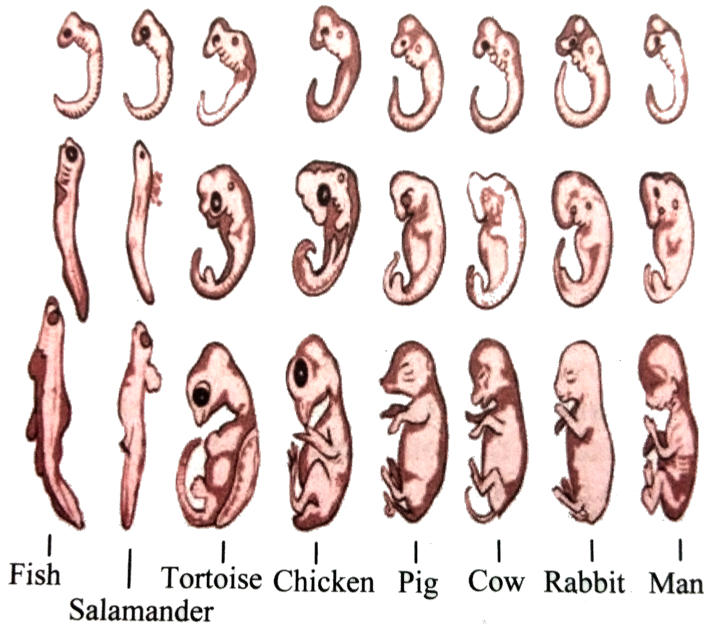 Fish
Salamander
Tortoise
Chicken
Pig
Cow
Rabbit
Man